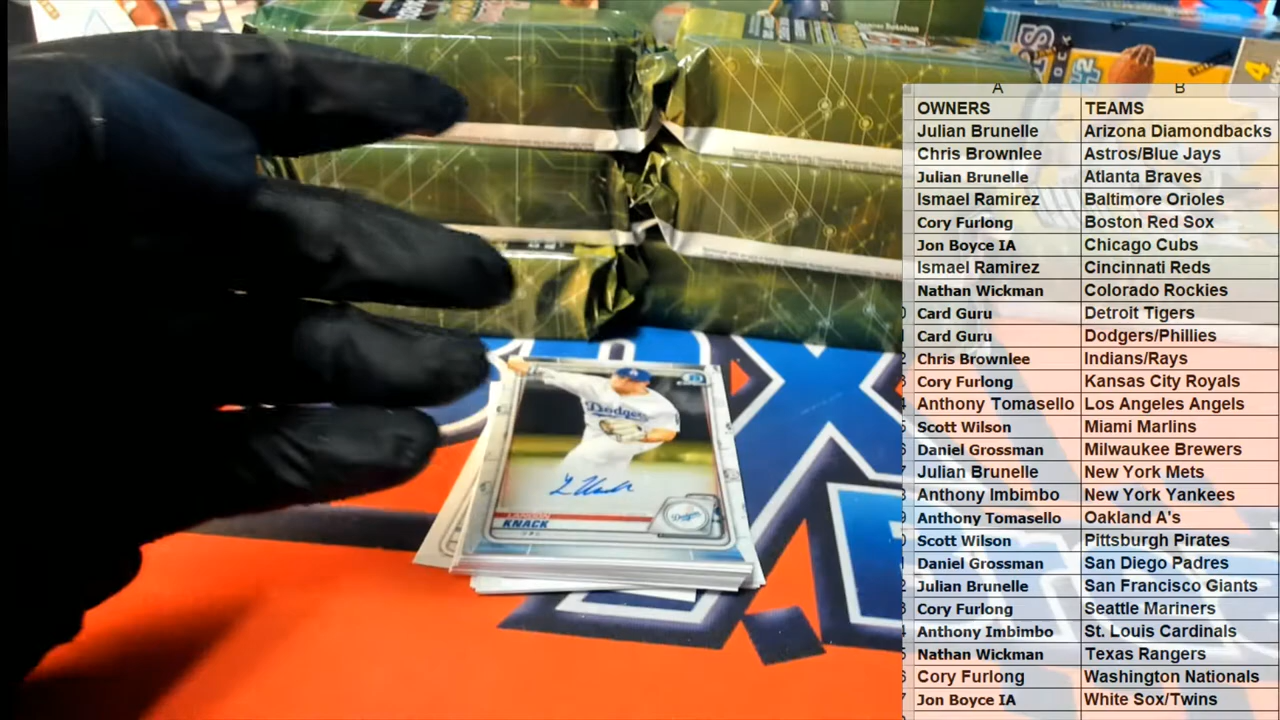 A B
OWNERS TEAMS
Julian Brunelle Arizona Diamondbacks
Chris Brownlee Astros/Blue Jays
Julian Brunelle Atlanta Braves
Ismael Ramirez Baltimore Orioles
Cory Furlong Boston Red Sox
Jon Boyce IA Chicago Cubs
Ismael Ramirez Cincinnati Reds
Nathan Wickman Colorado Rockies
Card Guru Detroit Tigers
Card Guru Dodgers/Phillies
Chris Brownlee Indians/Rays
Cory Furlong Kansas City Royals
Anthony Tomasello Los Angeles Angels
Scott Wilson Miami Marlins
Daniel Grossman Milwaukee Brewers
Julian Brunelle New York Mets
Anthony Imbimbo New York Yankees
Anthony Tomasello Oakland A's
Scott Wilson Pittsburgh Pirates
Daniel Grossman San Diego Padres
Julian Brunelle San Francisco Giants
Cory Furlong Seattle Mariners
Anthony Imbimbo St. Louis Cardinals
Nathan Wickman Texas Rangers
Cory Furlong Washington Nationals
Jon Boyce IA White Sox/Twins
Dodgers
LANDON
KNACK
Dodgers